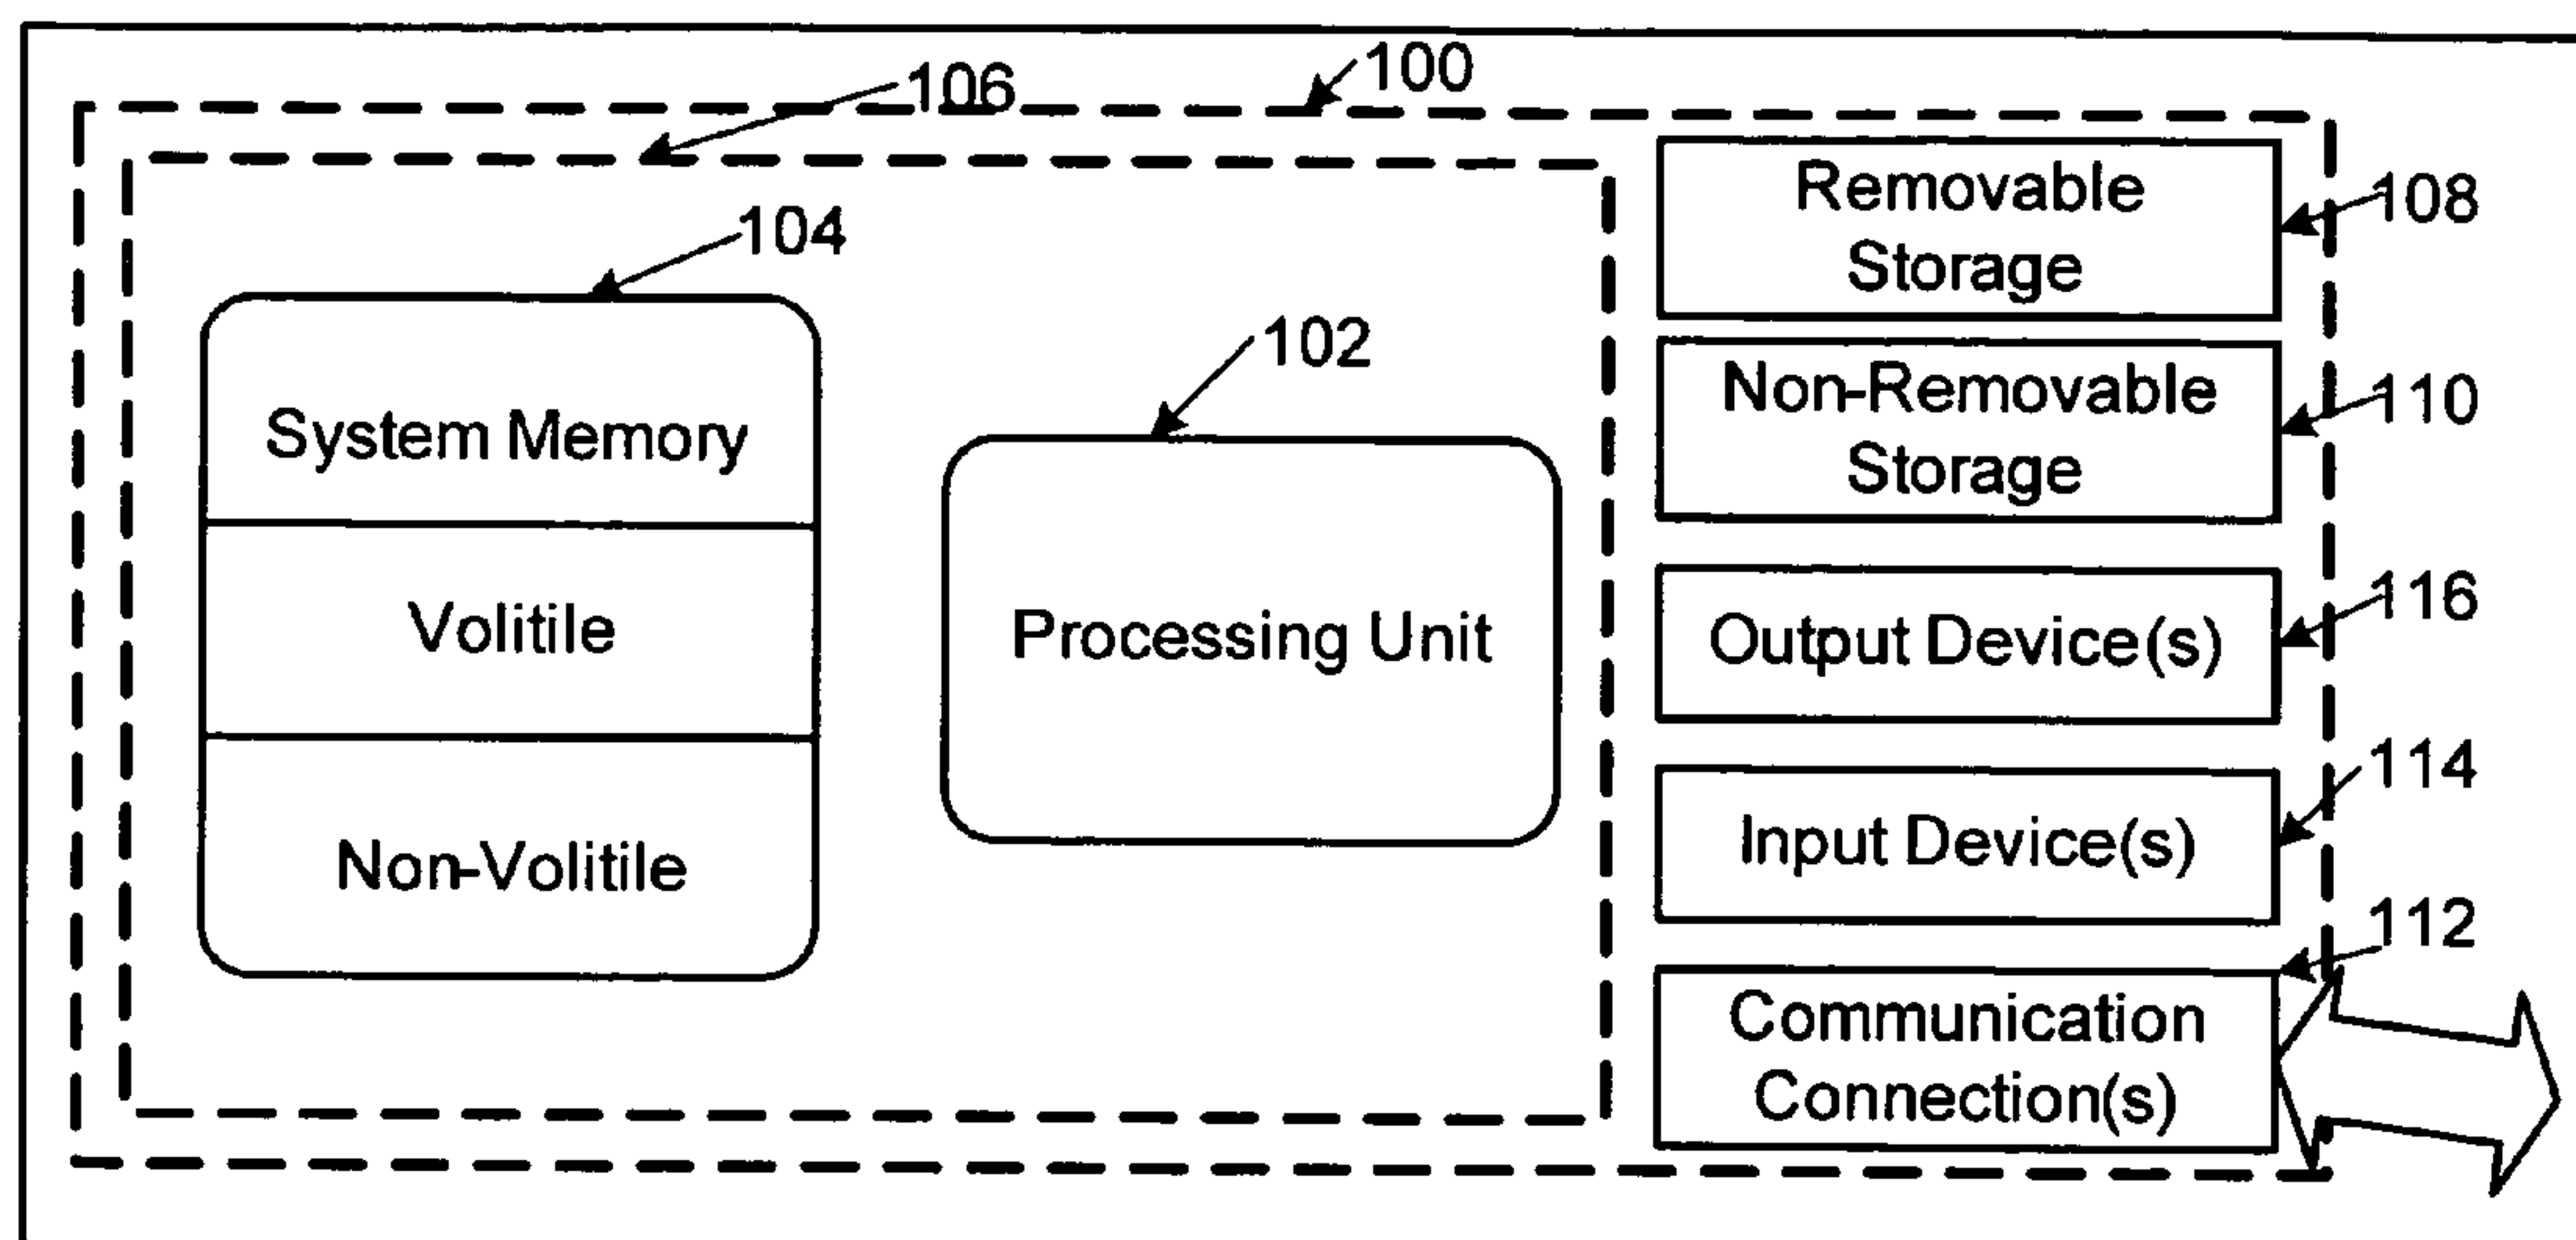 106
100
104
102
System Memory
Volitile
Non-Volitile
Processing Unit
Removable
Storage
108
Non-Removable
Storage
110
Output Device(s)
116
Input Device(s)
114
Communication
Connection(s)
112